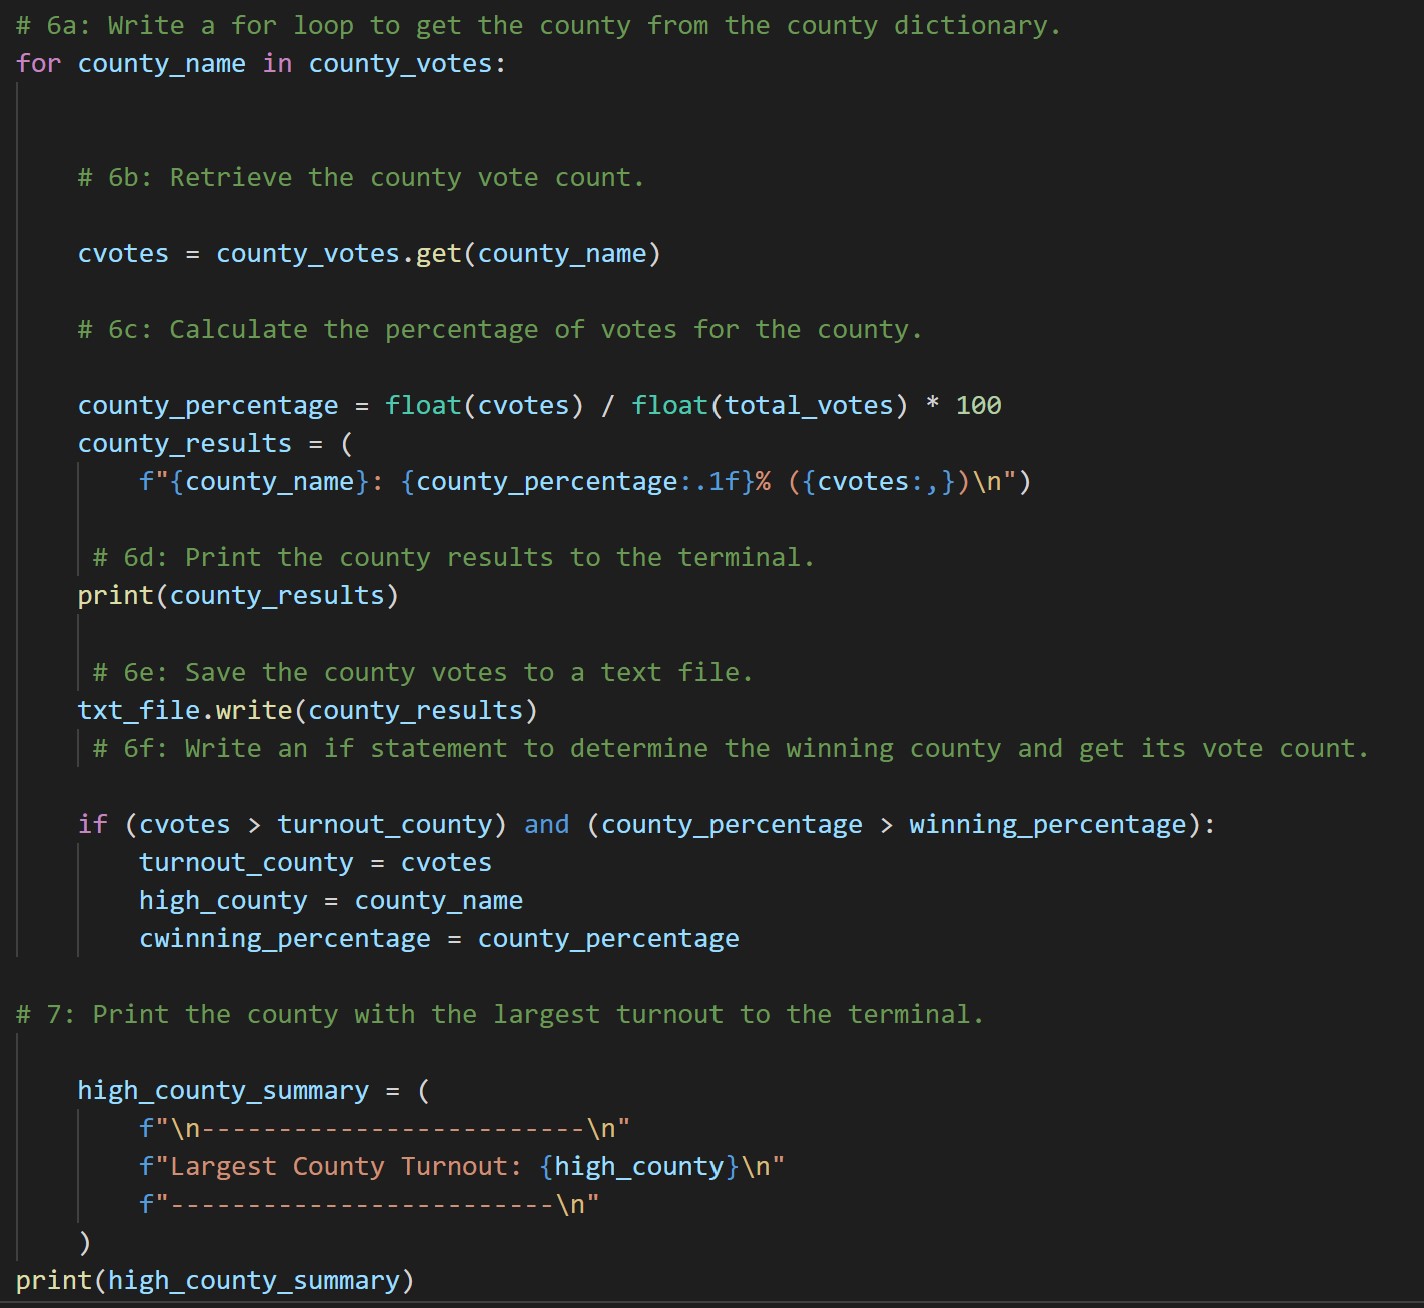 # 6a: Write a for loop to get the county from the county dictionary.
for county_name in county_votes:
    # 6b: Retrieve the county vote count.
    cvotes = county_votes.get(county_name)
    # 6c: Calculate the percentage of votes for the county.
    county_percentage = float(cvotes) / float(total_votes) * 100
    county_results = (
        f"{county_name}: {county_percentage:.1f}% ({cvotes:,})\n")
     # 6d: Print the county results to the terminal.
    print(county_results)
     # 6e: Save the county votes to a text file.
    txt_file.write(county_results)
     # 6f: Write an if statement to determine the winning county and get its vote count.
    if (cvotes > turnout_county) and (county_percentage > winning_percentage):
        turnout_county = cvotes
        high_county = county_name
        cwinning_percentage = county_percentage
# 7: Print the county with the largest turnout to the terminal.
    high_county_summary = (
        f"\n-------------------------\n"
        f"Largest County Turnout: {high_county}\n"
        f"-------------------------\n"
    )
print(high_county_summary)